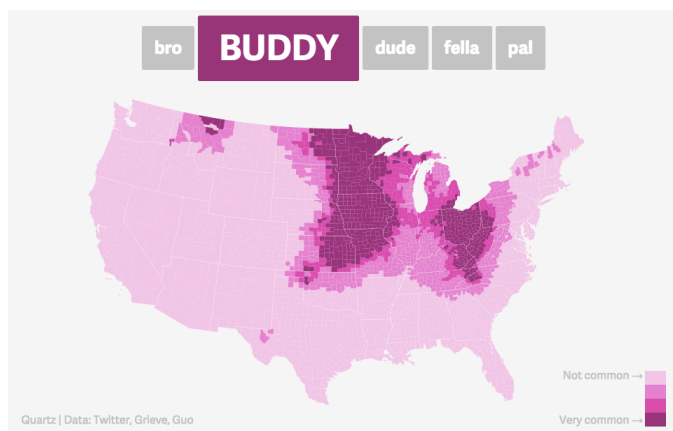 bro BUDDY dude fella pal
Not common →
Very common →
Quartz | Data: Twitter, Grieve, Guo